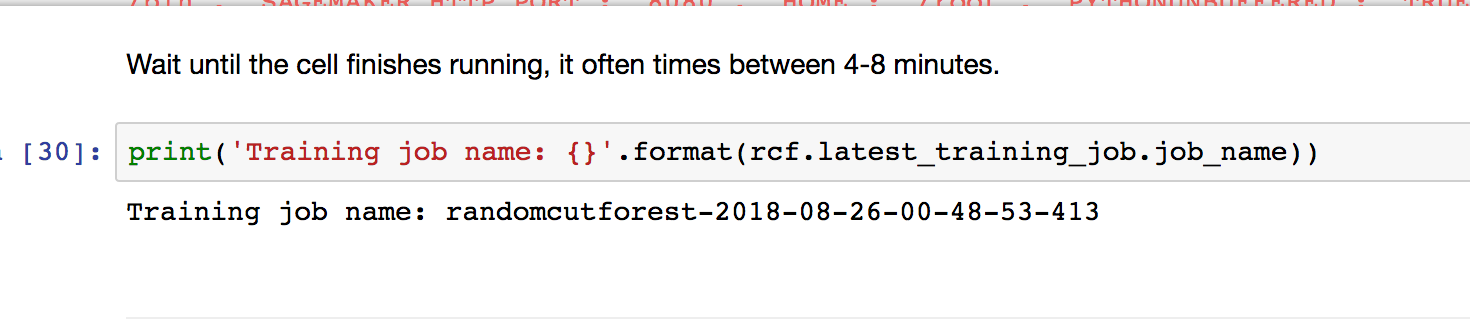 Wait until the cell finishes running, it often times between 4-8 minutes.
[30]: print('Training job name: {}'.format(rcf.latest_training_job.job_name))
Training job name: randomcutforest-2018-08-26-00-48-53-413